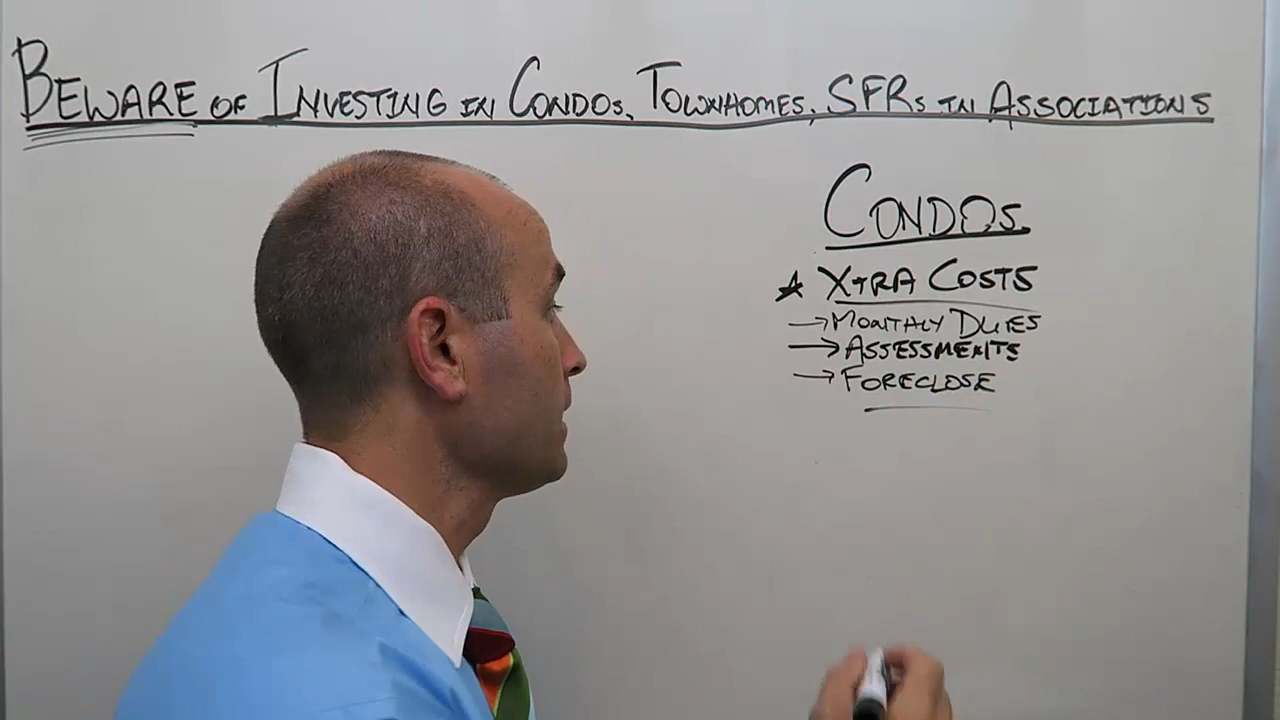 BEWARE OF INVESTING IN CONDOS, TOWNHOMES, SFRS IN ASSOCIATIONS
CONDOS.
★ XTRA COSTS
→ MONTHLY DUES
→ ASSESSMENTS
→ FORECLOSE